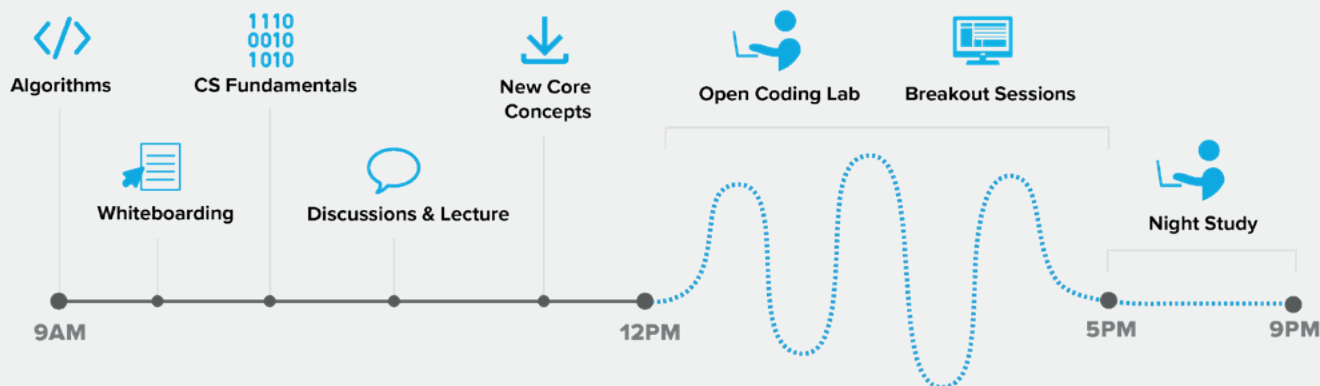 1110
0010
1010
Algorithms
CS Fundamentals
New Core
Concepts
Open Coding Lab
Breakout Sessions
Whiteboarding
Discussions & Lecture
Night Study
9AM
12PM
5PM
9PM